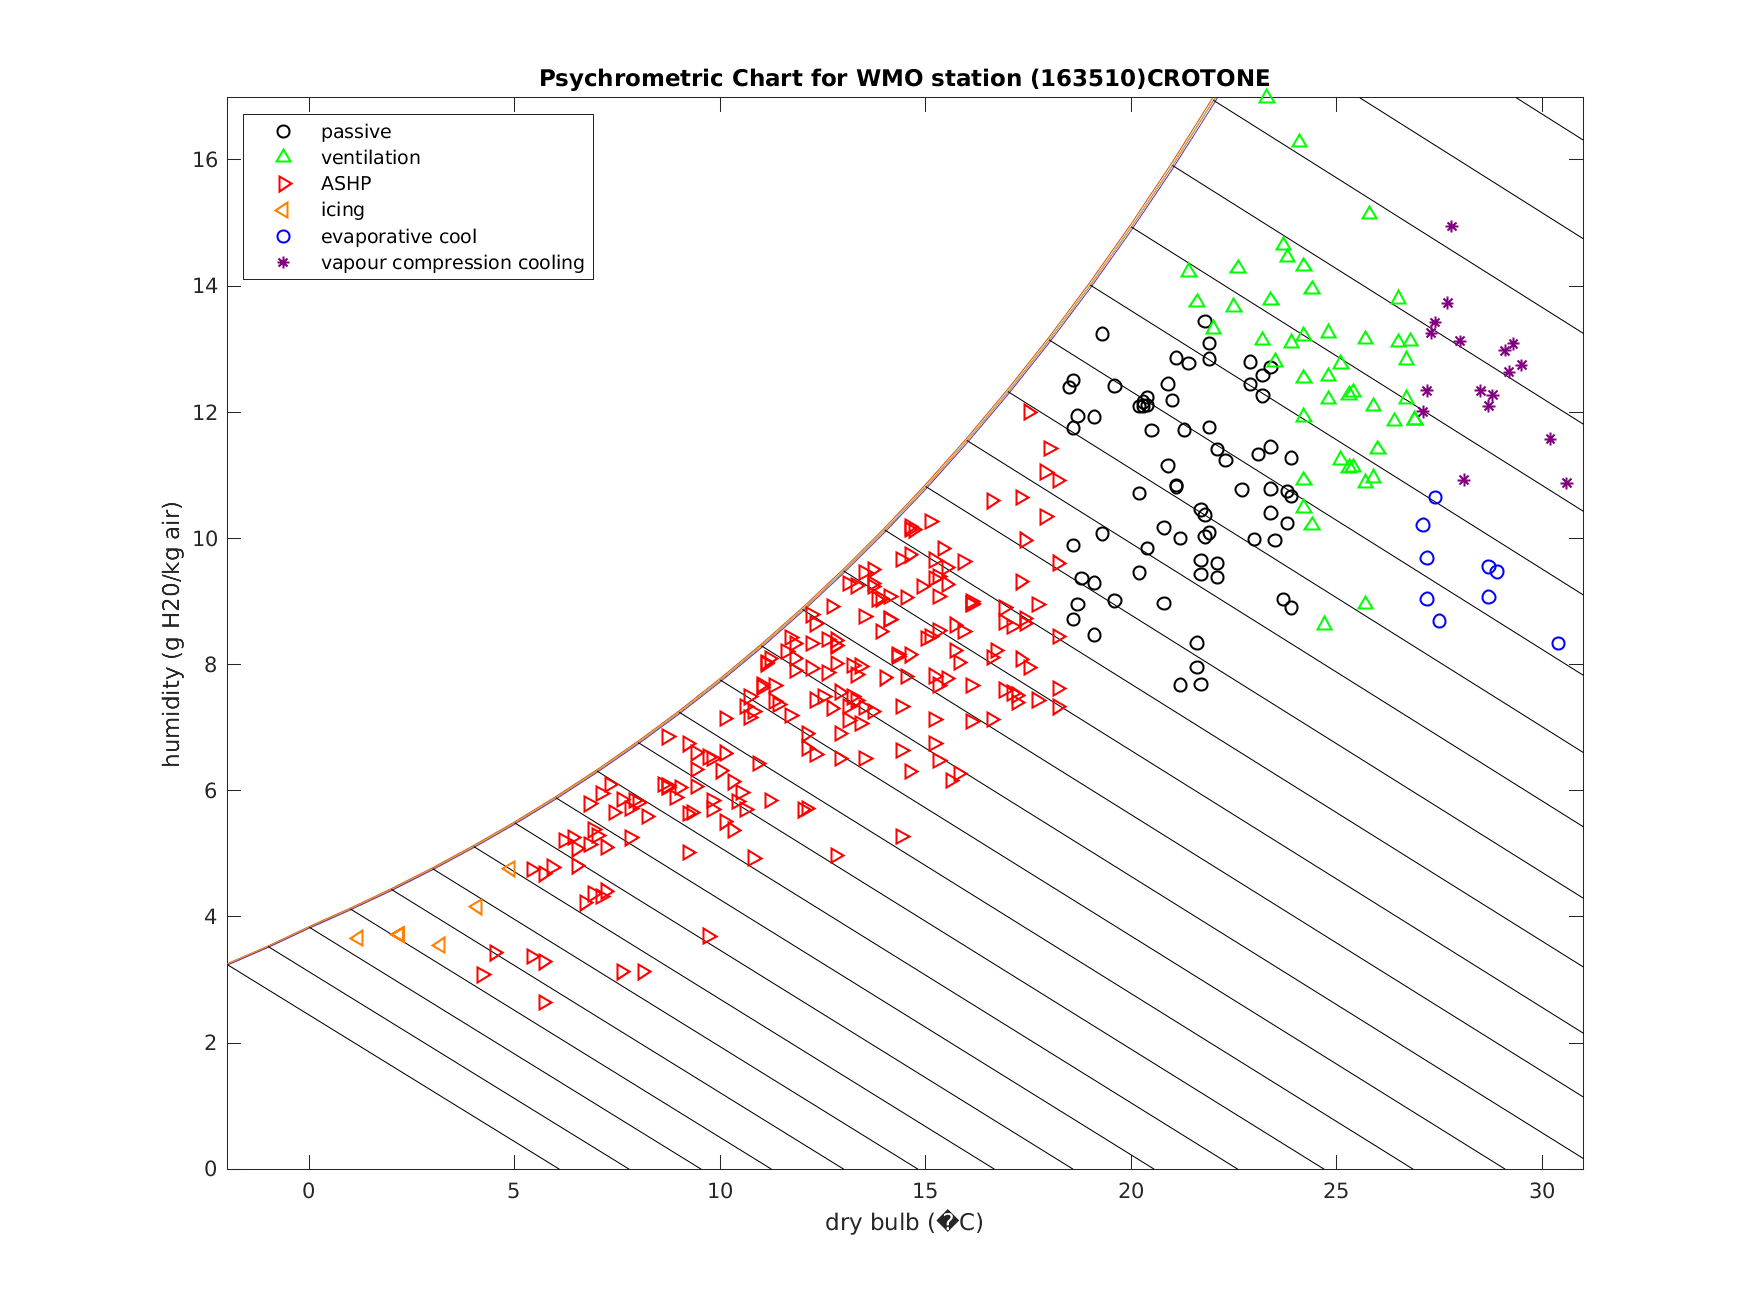 Psychrometric Chart for WMO station (163510)CROTONE
passive
ventilation
ASHP
icing
evaporative cool
vapour compression cooling
16
14
12
10
8
6
4
2
0
humidity (g H20/kg air)
0 5 10 15 20 25 30
dry bulb (�C)